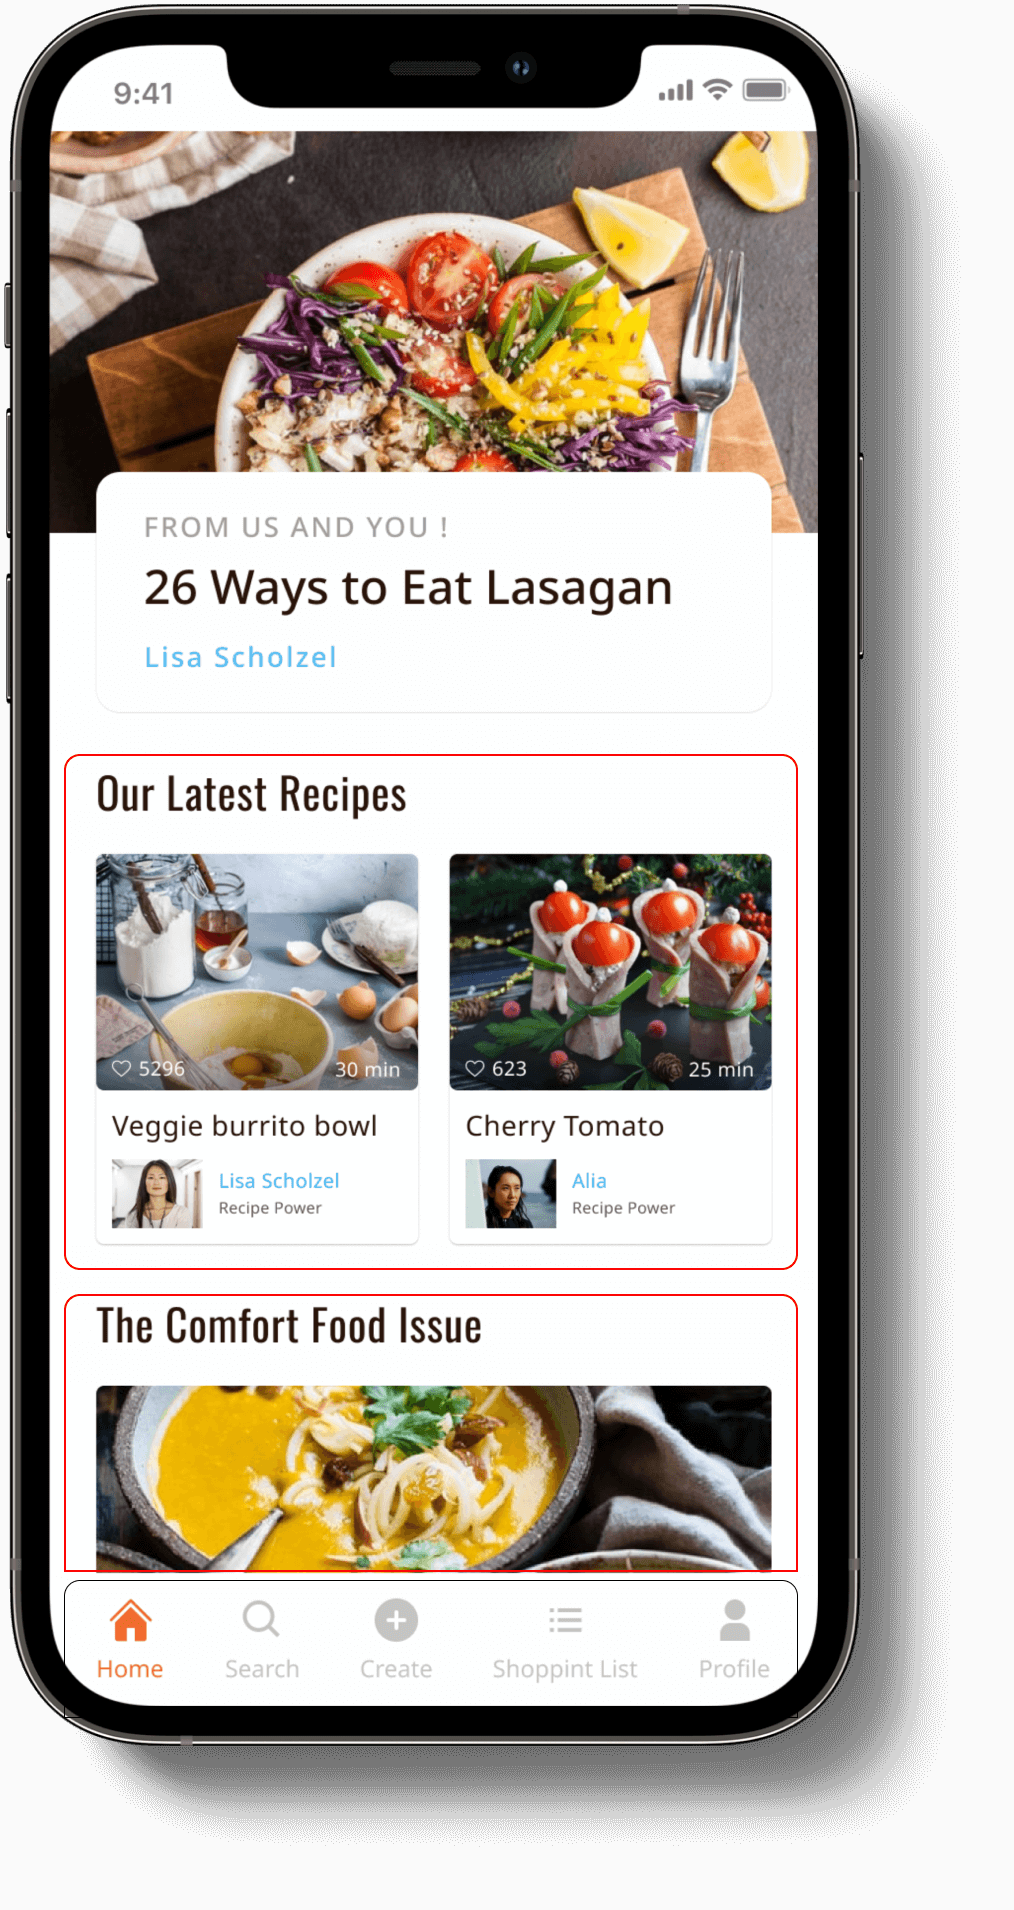 9:41
FROM US AND YOU !
26 Ways to Eat Lasagan
Lisa Scholzel
Our Latest Recipes
5296 30 min
623 25 min
Veggie burrito bowl
Lisa Scholzel
Recipe Power
Cherry Tomato
Alia
Recipe Power
The Comfort Food Issue
Home
Search
Create
Shoppint List
Profile